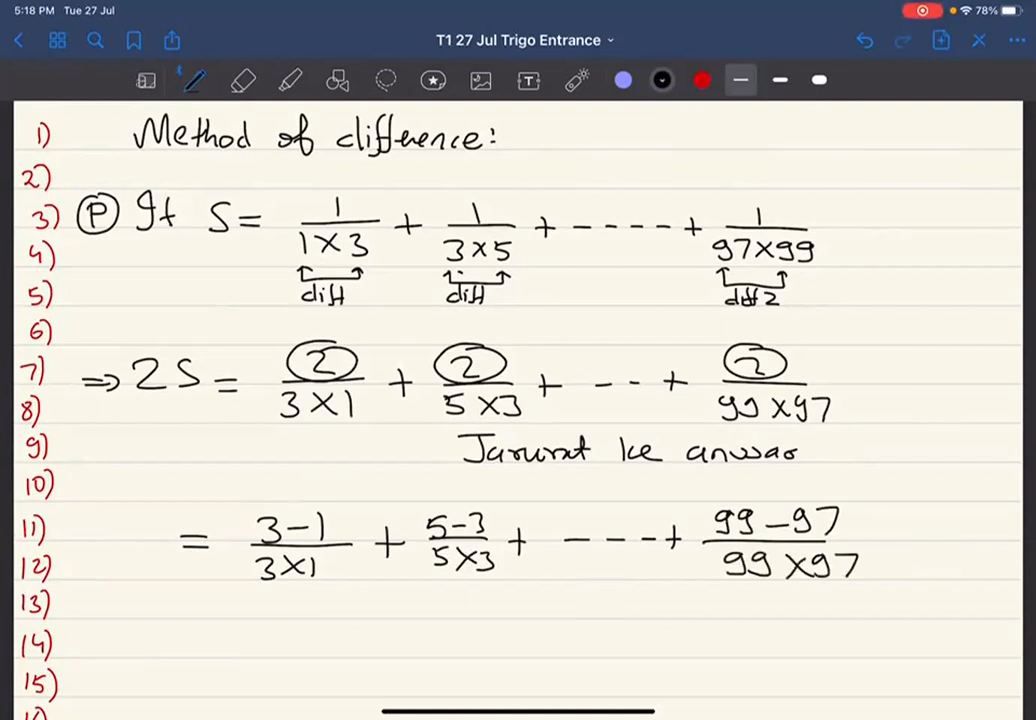 5:18 PM Tue 27 Jul 78%
T1 27 Jul Trigo Entrance
1) Method of difference:
2)
3) (P) If S = 1/(1×3) + 1/(3×5) + ----- + 1/(97×99)
4)
5) diff diff diff 2
6)
7) ⇒ 2S = 2/(3×1) + 2/(5×3) + --- + 2/(99×97)
8)
9) Jarurat ke anusar
10)
11) = (3-1)/(3×1) + (5-3)/(5×3) + ---- + (99-97)/(99×97)
12)
13)
14)
15)